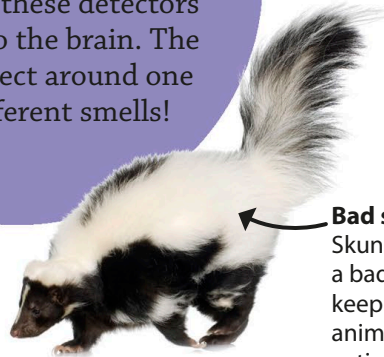 these detectors
the brain. The
ect around one
ferent smells!
Bad s
Skun
a bac
keep
anim